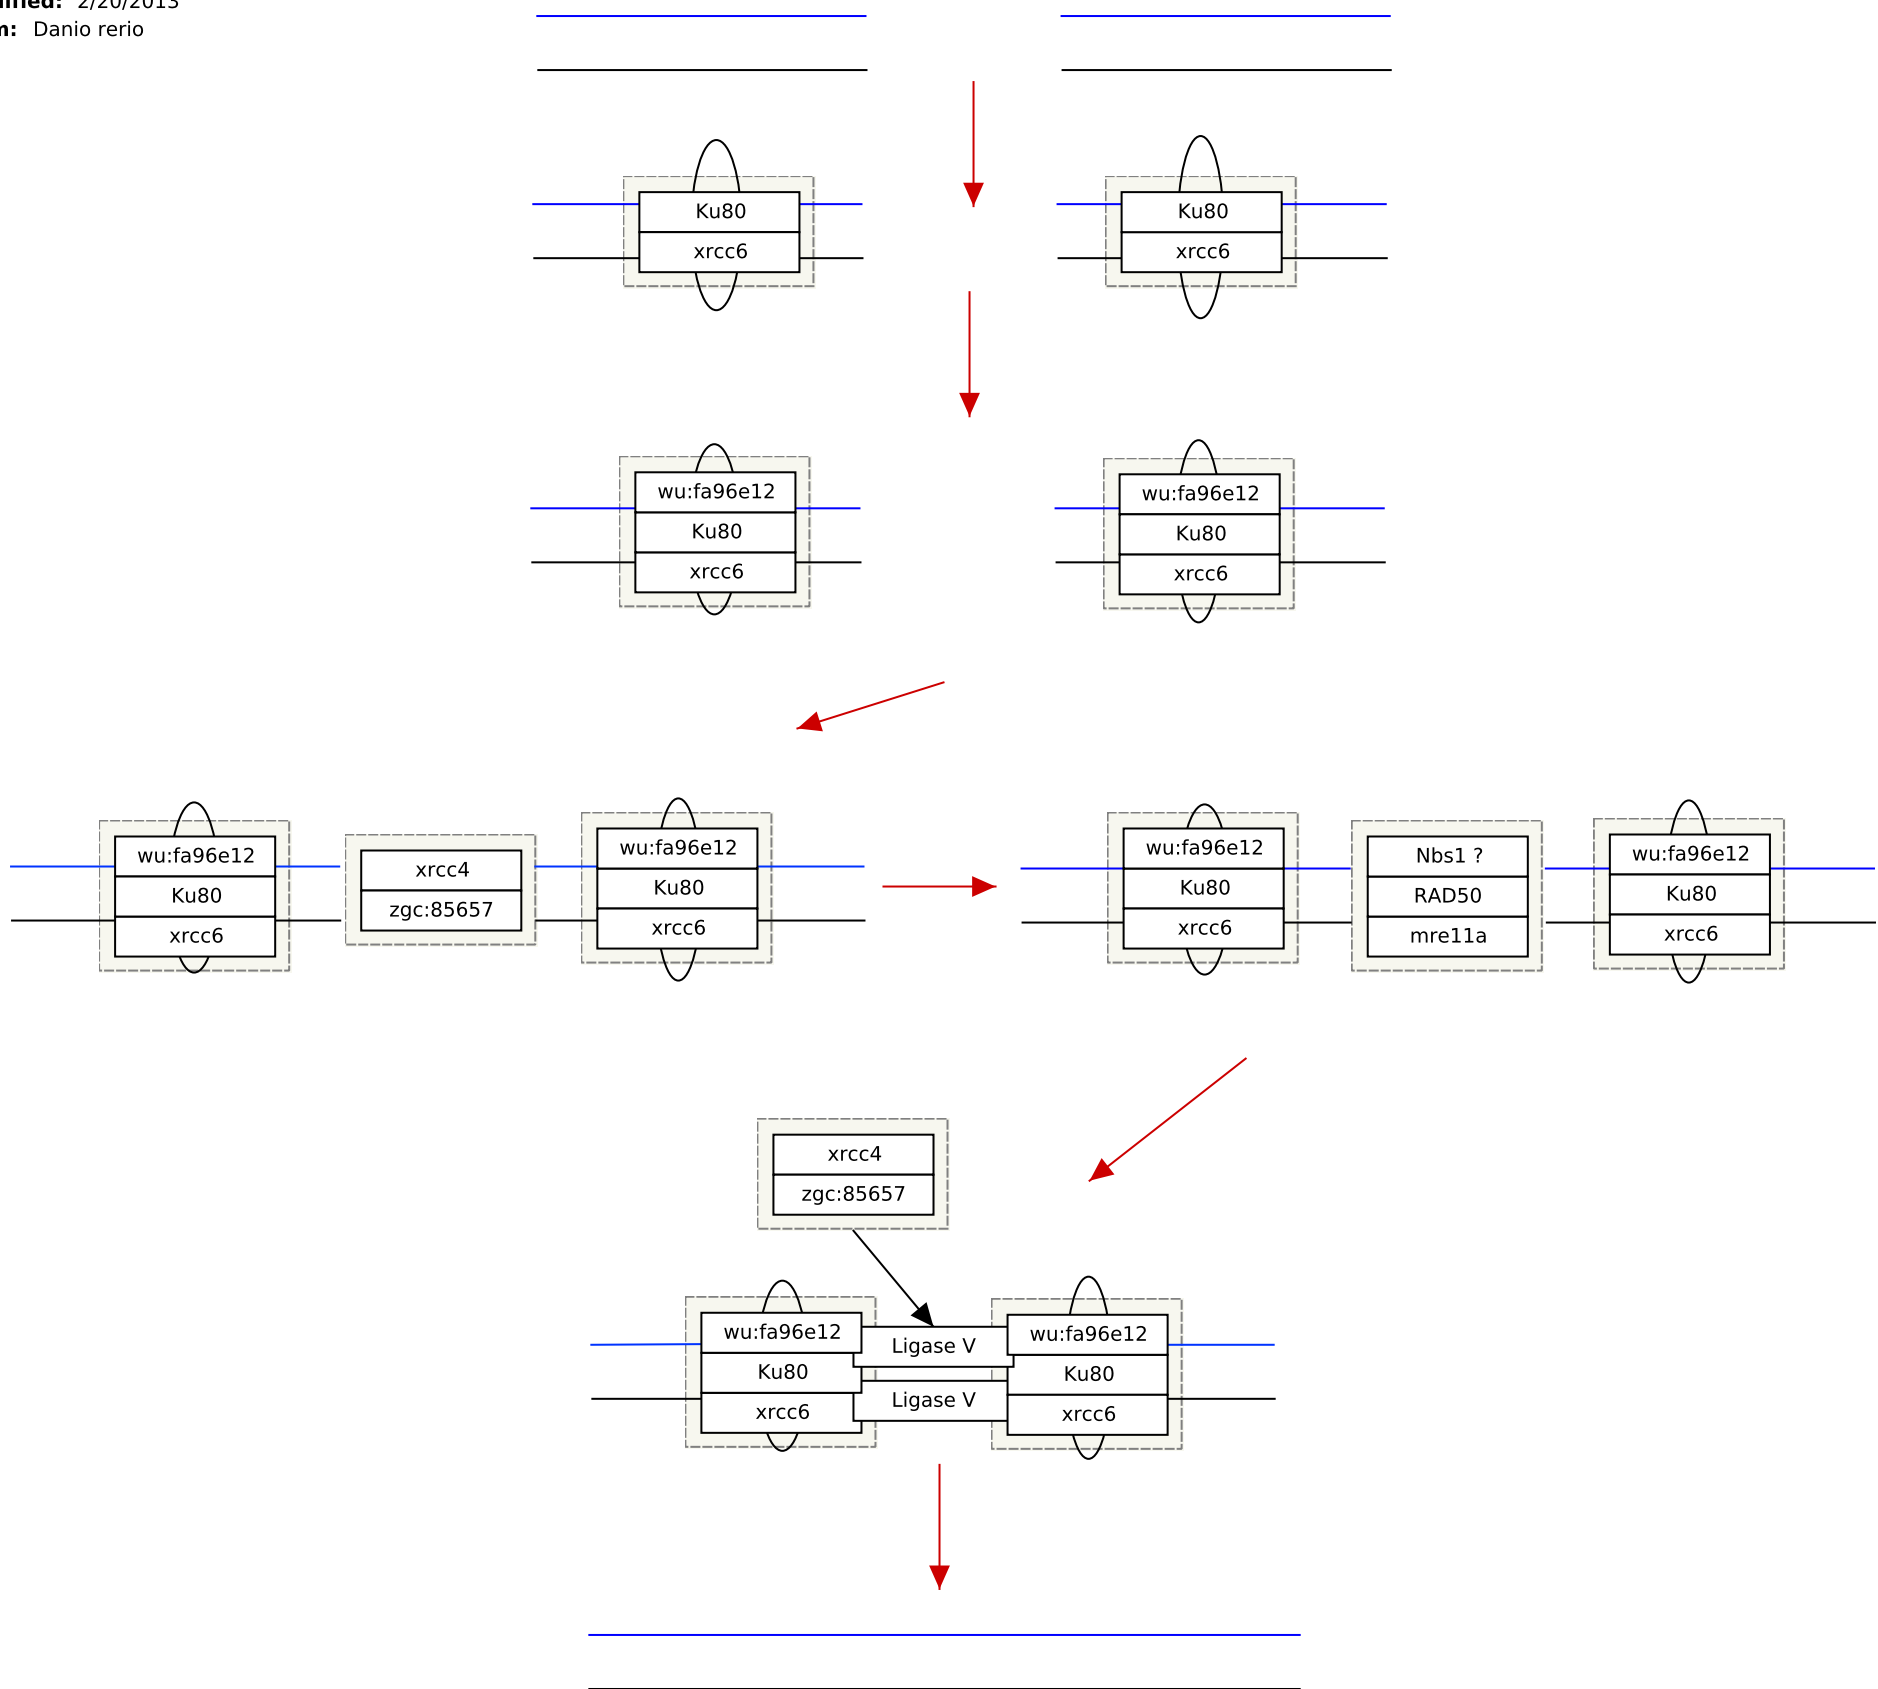 2/20/2013
Danio rerio
Ku80
xrcc6
Ku80
xrcc6
wu:fa96e12
Ku80
xrcc6
wu:fa96e12
Ku80
xrcc6
wu:fa96e12
Ku80
xrcc6
xrcc4
zgc:85657
wu:fa96e12
Ku80
xrcc6
wu:fa96e12
Ku80
xrcc6
Nbs1 ?
RAD50
mre11a
wu:fa96e12
Ku80
xrcc6
xrcc4
zgc:85657
wu:fa96e12
Ku80
xrcc6
Ligase V
Ligase V
wu:fa96e12
Ku80
xrcc6